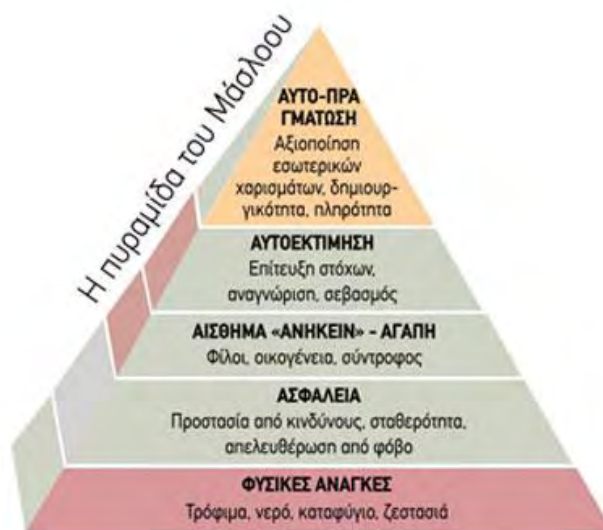 Η πυραμίδα του Μάσλοου
ΑΥΤΟ-ΠΡΑ
ΓΜΑΤΩΣΗ
Αξιοποίηση
εσωτερικών
χαρισμάτων, δημιουρ-
γικότητα, πληρότητα
ΑΥΤΟΕΚΤΙΜΗΣΗ
Επίτευξη στόχων,
αναγνώριση, σεβασμός
ΑΙΣΘΗΜΑ «ΑΝΗΚΕΙΝ» - ΑΓΑΠΗ
Φίλοι, οικογένεια, σύντροφος
ΑΣΦΑΛΕΙΑ
Προστασία από κινδύνους, σταθερότητα,
απελευθέρωση από φόβο
ΦΥΣΙΚΕΣ ΑΝΑΓΚΕΣ
Τρόφιμα, νερό, καταφύγιο, ζεστασιά